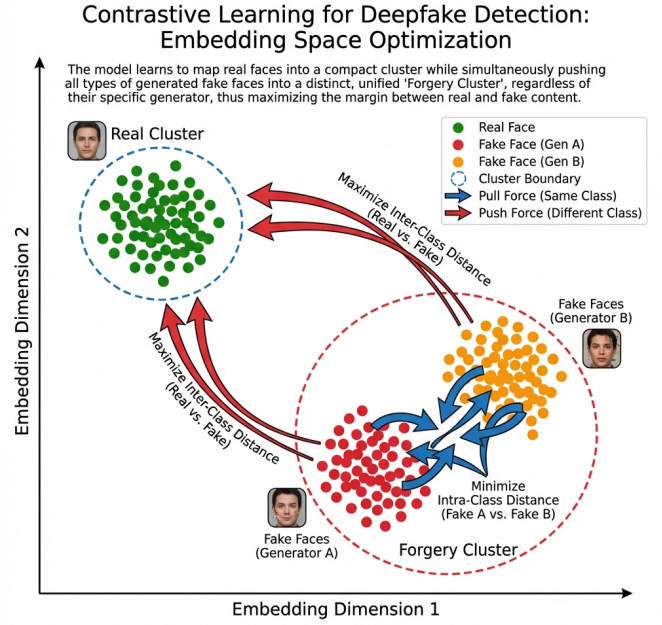 Contrastive Learning for Deepfake Detection:
Embedding Space Optimization
The model learns to map real faces into a compact cluster while simultaneously pushing
all types of generated fake faces into a distinct, unified 'Forgery Cluster', regardless of
their specific generator, thus maximizing the margin between real and fake content.
Real Cluster
Real Face
Fake Face (Gen A)
Fake Face (Gen B)
Cluster Boundary
Pull Force (Same Class)
Push Force (Different Class)
Maximize Inter-Class Distance
(Real vs. Fake)
Fake Faces
(Generator B)
Maximize Inter-Class Distance
(Real vs. Fake)
Minimize
Intra-Class Distance
(Fake A vs. Fake B)
Fake Faces
(Generator A)
Forgery Cluster
Embedding Dimension 2
Embedding Dimension 1